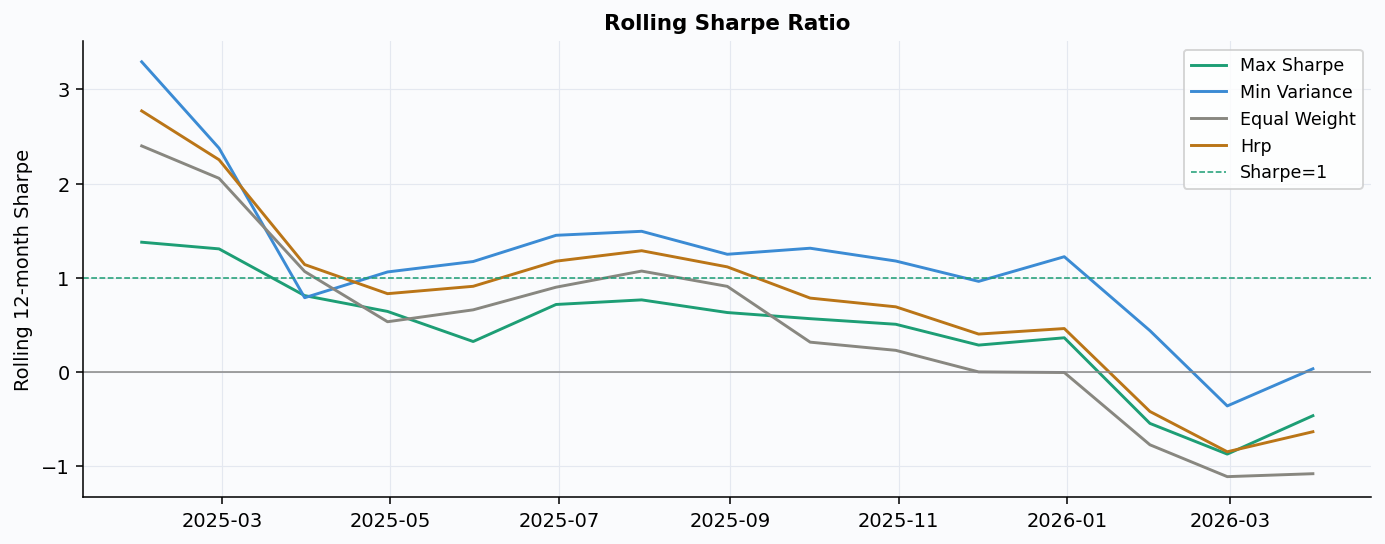 Rolling Sharpe Ratio
Rolling 12-month Sharpe
3
2
1
0
−1
Max Sharpe
Min Variance
Equal Weight
Hrp
Sharpe=1
2025-03
2025-05
2025-07
2025-09
2025-11
2026-01
2026-03